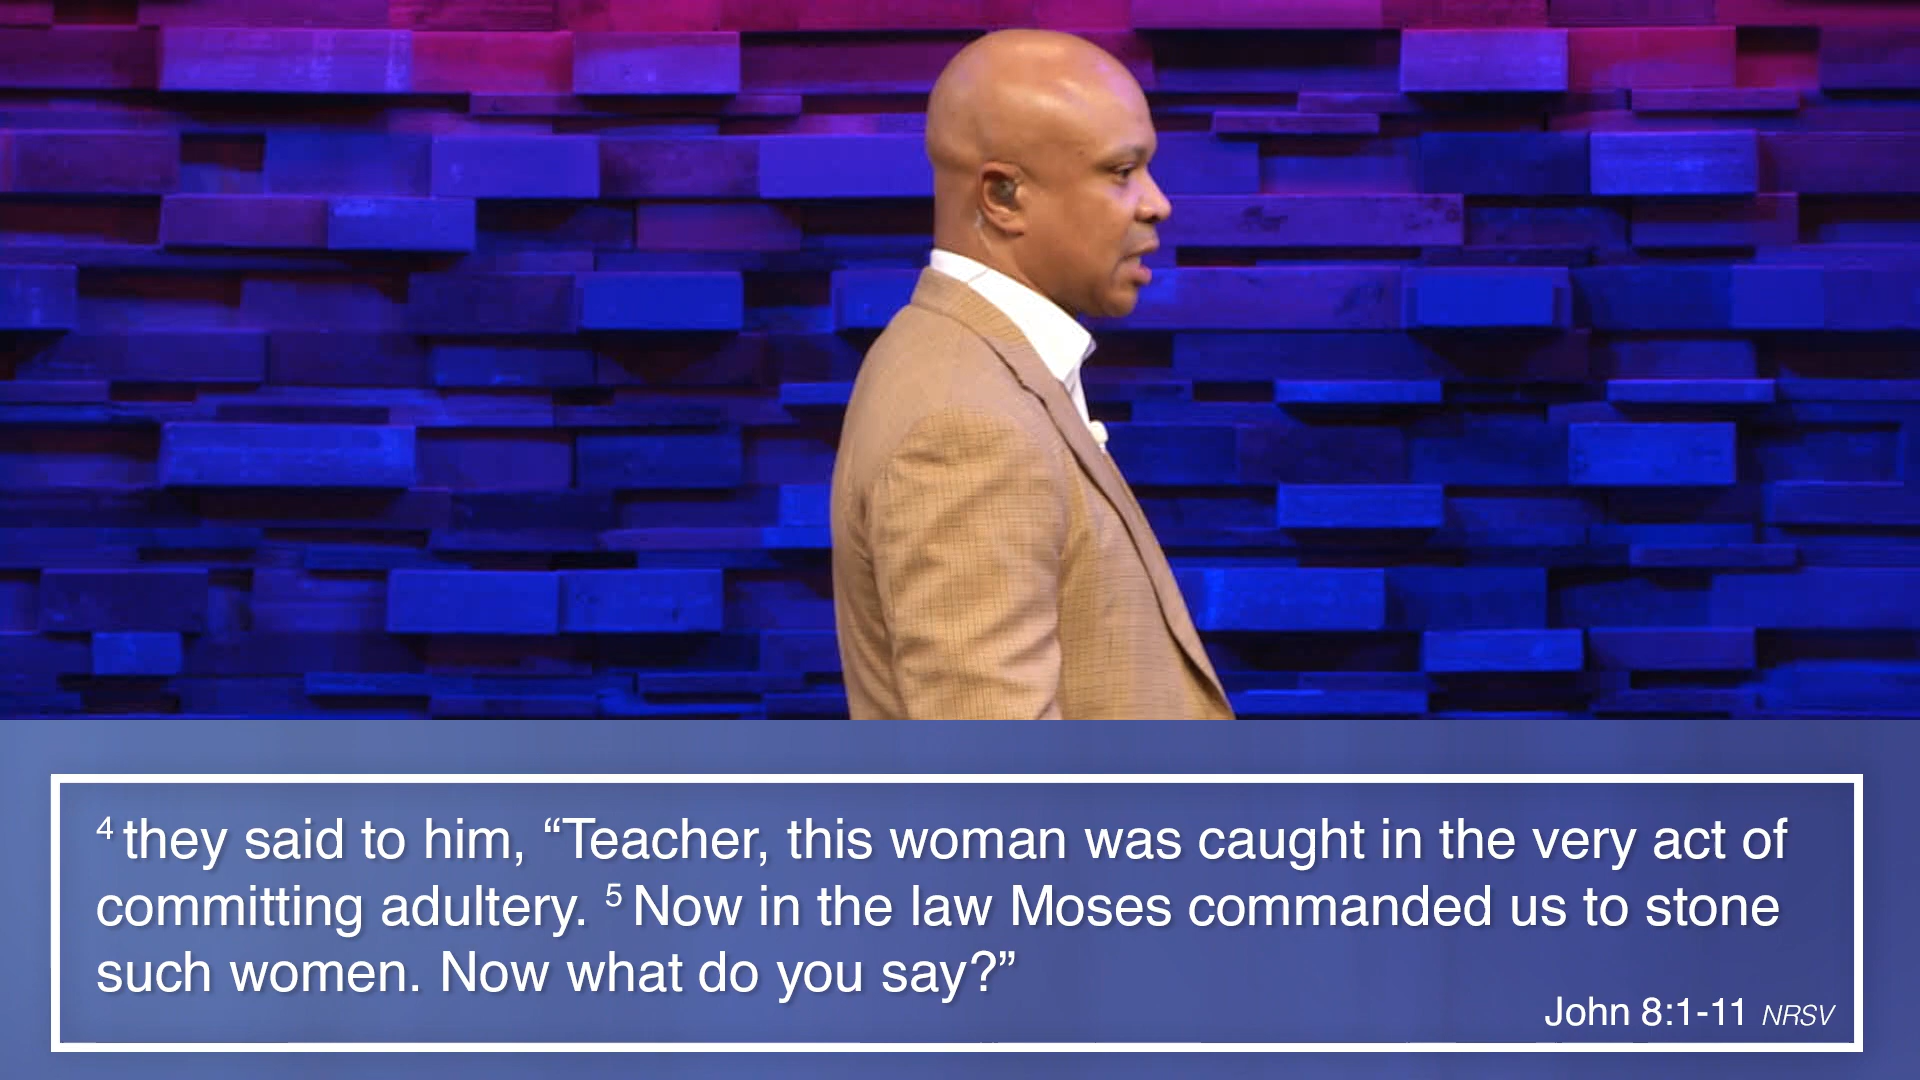 4 they said to him, “Teacher, this woman was caught in the very act of
committing adultery. 5 Now in the law Moses commanded us to stone
such women. Now what do you say?”
John 8:1-11 NRSV